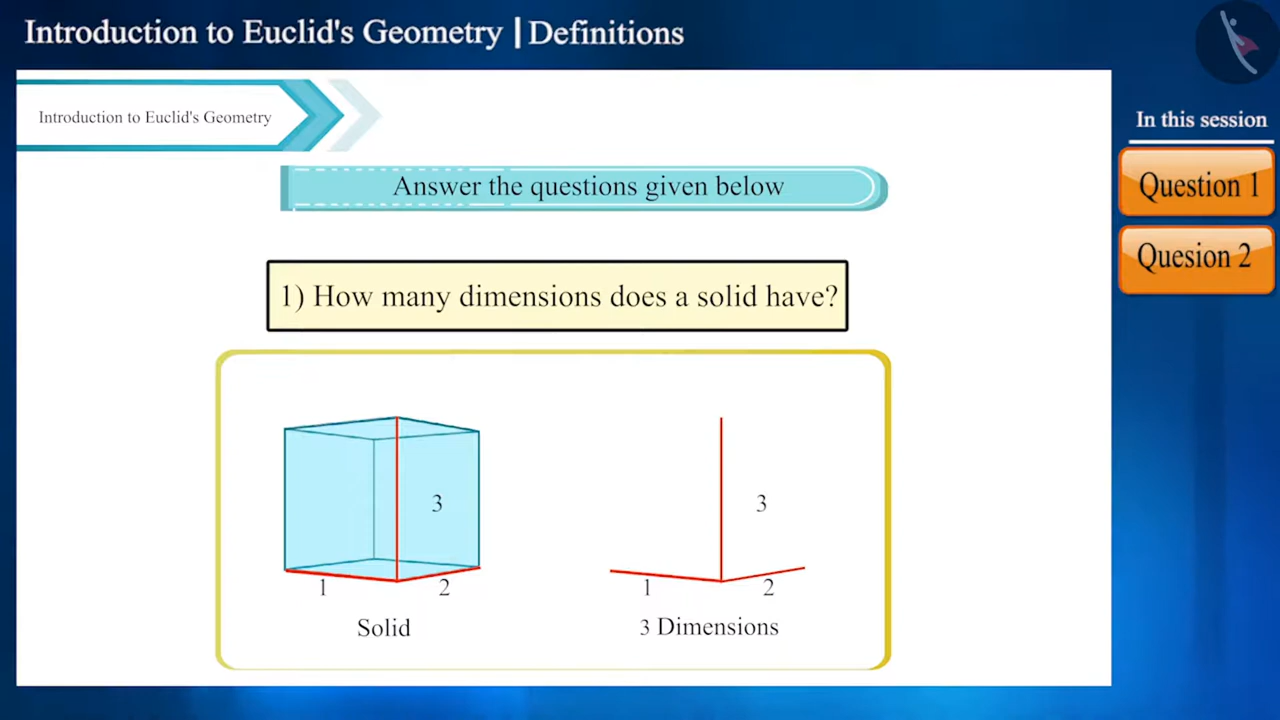 Introduction to Euclid's Geometry | Definitions
Introduction to Euclid's Geometry
In this session
Question 1
Quesion 2
Answer the questions given below
1) How many dimensions does a solid have?
3
1
2
Solid
3
1
2
3 Dimensions